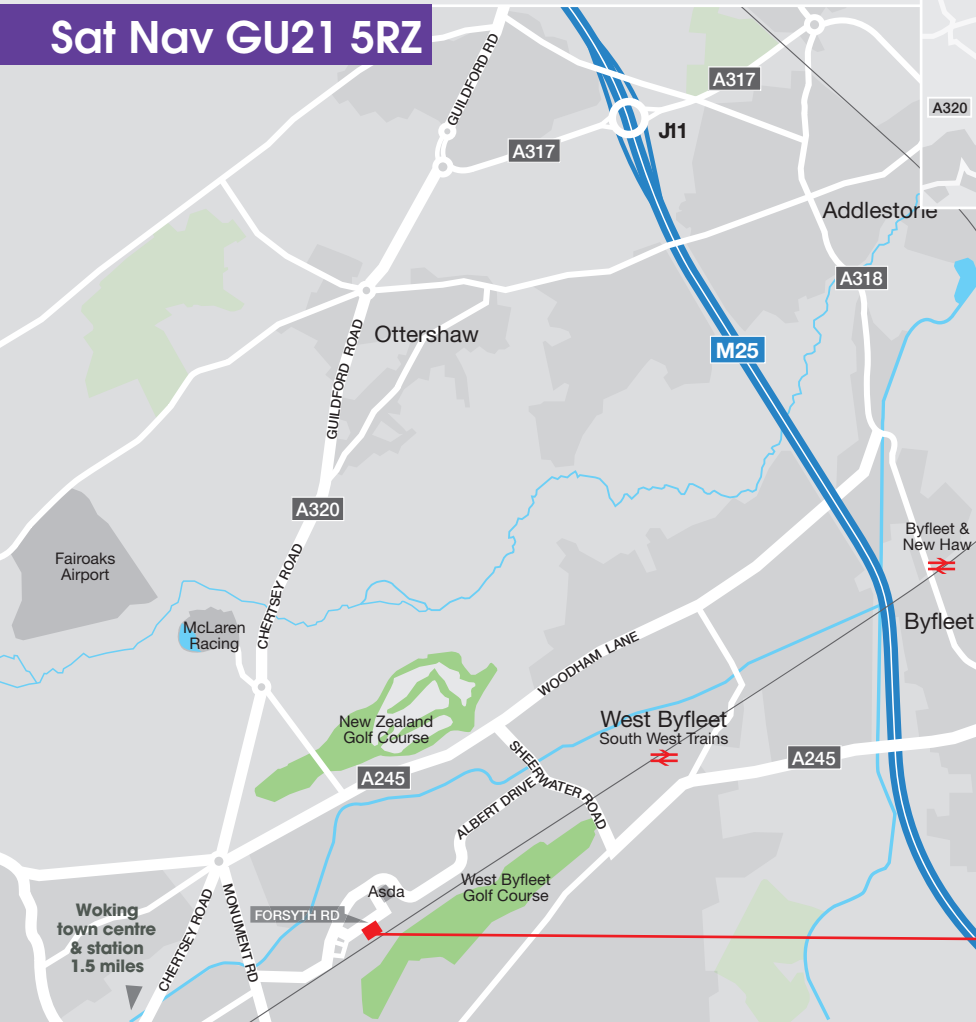 Sat Nav GU21 5RZ
GUILDFORD RD
A317
A320
J11
A317
Addlestone
A318
Ottershaw
GUILDFORD ROAD
M25
A320
Byfleet &
New Haw
Fairoaks
Airport
CHERTSEY ROAD
Byfleet
McLaren
Racing
WOODHAM LANE
New Zealand
Golf Course
West Byfleet
South West Trains
A245
A245
SHEERWATER ROAD
ALBERT DRIVE
Asda
West Byfleet
Golf Course
FORSYTH RD
Woking
town centre
& station
1.5 miles
CHERTSEY ROAD
MONUMENT RD